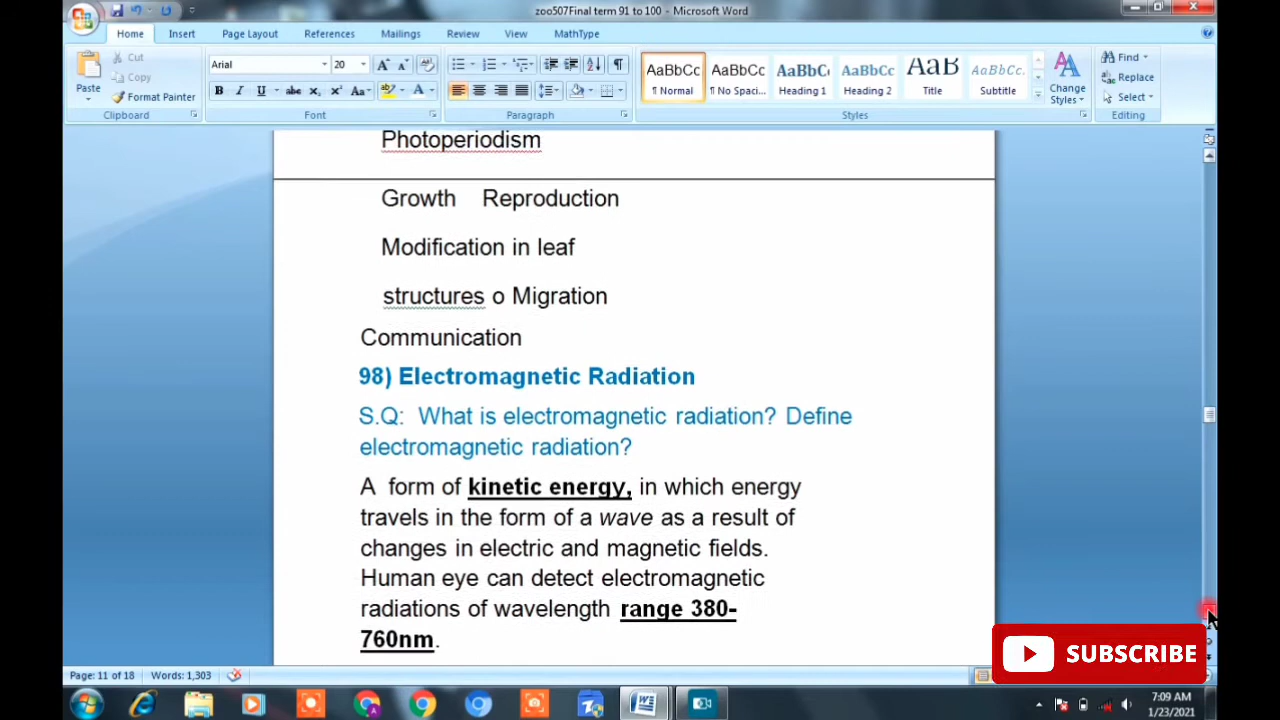 zoo507Final term 91 to 100 - Microsoft Word
Home Insert Page Layout References Mailings Review View MathType
Paste
Cut
Copy
Format Painter
Clipboard
Arial 20
B I U abc X₂ X² Aa A
Font
Paragraph
AaBbCc AaBbCc AaBbC AaBbCc AaB AaBbCc
¶ Normal ¶ No Spaci... Heading 1 Heading 2 Title Subtitle
Change Styles
Styles
Find
Replace
Select
Editing
Photoperiodism
Growth Reproduction
Modification in leaf
structures o Migration
Communication
98) Electromagnetic Radiation
S.Q: What is electromagnetic radiation? Define
electromagnetic radiation?
A form of kinetic energy, in which energy
travels in the form of a wave as a result of
changes in electric and magnetic fields.
Human eye can detect electromagnetic
radiations of wavelength range 380-
760nm.
SUBSCRIBE
Page: 11 of 18 Words: 1,303
7:09 AM
1/23/2021